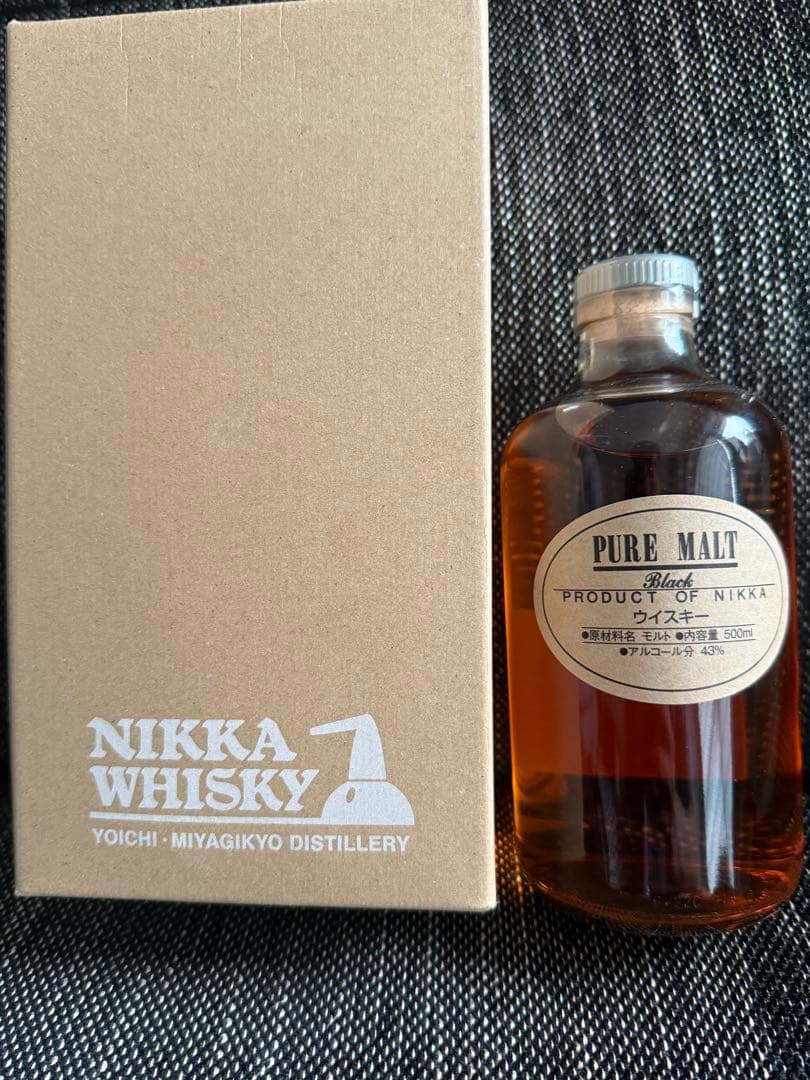 NIKKA
WHISKY
YOICHI・MIYAGIKYO DISTILLERY
PURE MALT
Black
PRODUCT OF NIKKA
ウイスキー
●原材料名 モルト ●内容量 500ml
●アルコール分 43%